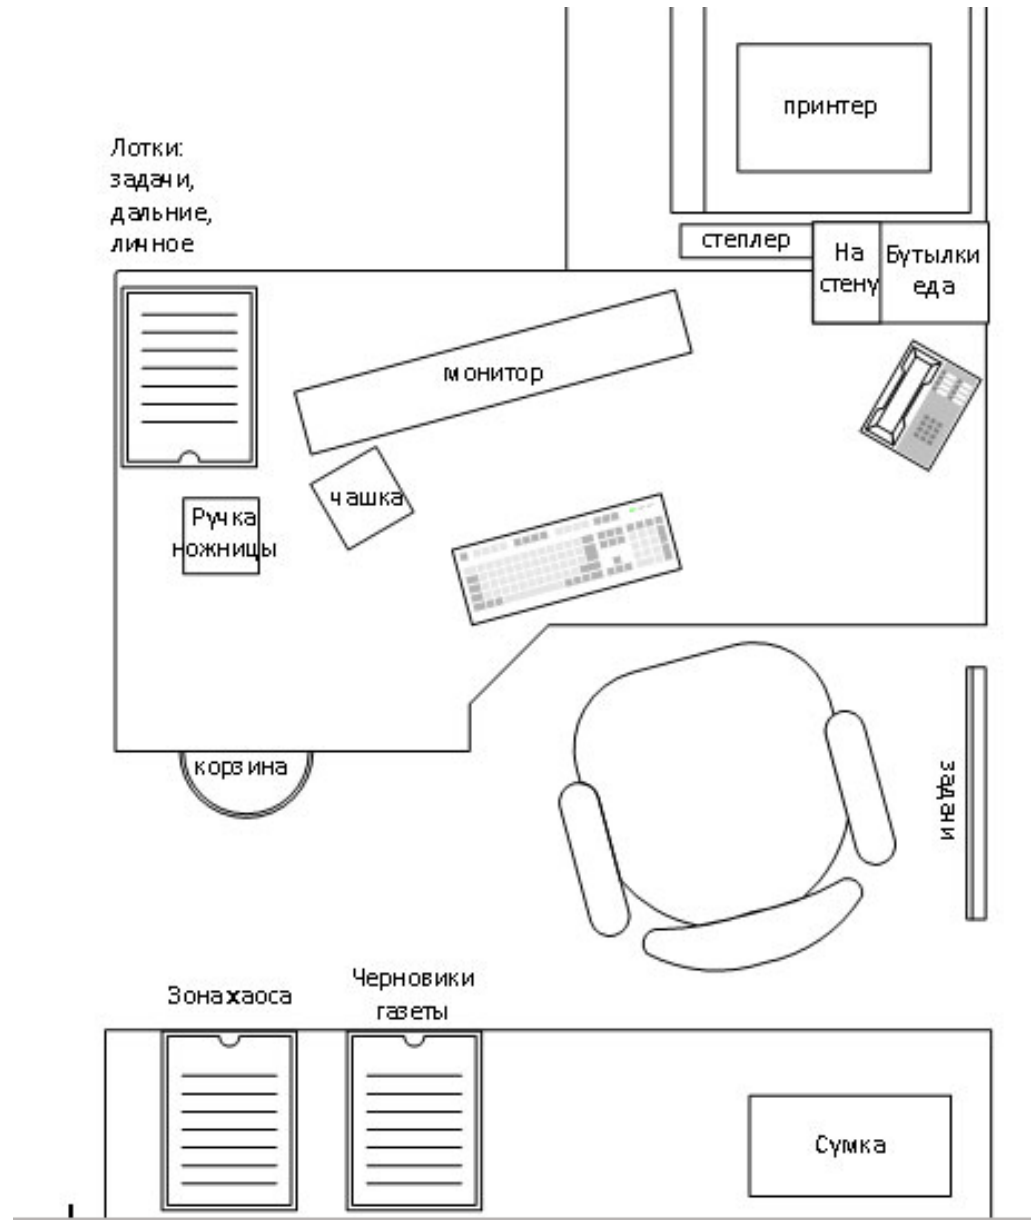 принтер
Лотки:
задачи,
дальние,
личное
степлер
На
стену
Бутылки
еда
монитор
чашка
Ручка
ножницы
корзина
задани
Черновики
газеты
Зона хаоса
Сумка